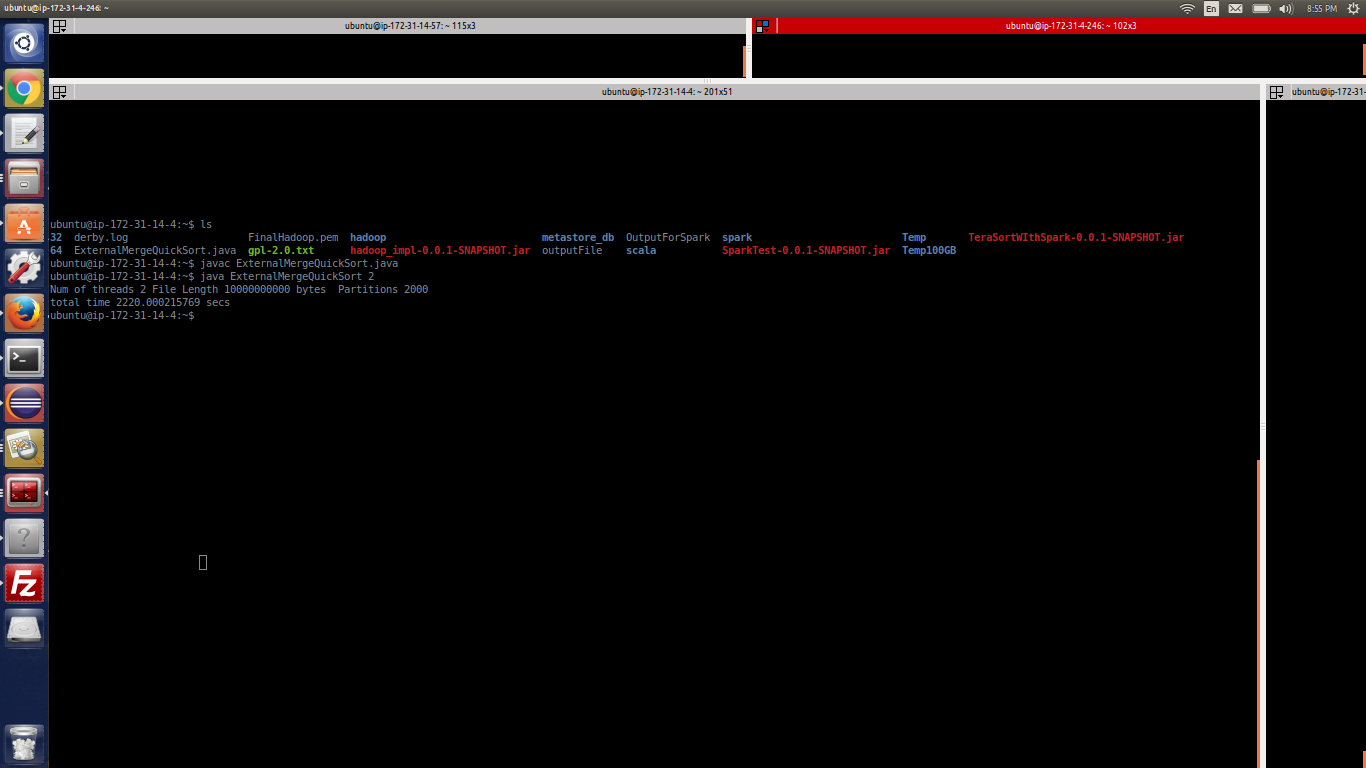 ubuntu@ip-172-31-4-246: ~
En
8:55 PM
ubuntu@ip-172-31-14-57: ~ 115x3
ubuntu@ip-172-31-4-246: ~ 102x3
ubuntu@ip-172-31-14-4: ~ 201x51
ubuntu@ip-172-31-
ubuntu@ip-172-31-14-4:~$ ls
32  derby.log                    FinalHadoop.pem  hadoop                          metastore_db  OutputForSpark  spark                         Temp       TeraSortWIthSpark-0.0.1-SNAPSHOT.jar
64  ExternalMergeQuickSort.java  gpl-2.0.txt      hadoop_impl-0.0.1-SNAPSHOT.jar  outputFile    scala           SparkTest-0.0.1-SNAPSHOT.jar  Temp100GB
ubuntu@ip-172-31-14-4:~$ javac ExternalMergeQuickSort.java
ubuntu@ip-172-31-14-4:~$ java ExternalMergeQuickSort 2
Num of threads 2 File Length 10000000000 bytes  Partitions 2000
total time 2220.000215769 secs
ubuntu@ip-172-31-14-4:~$